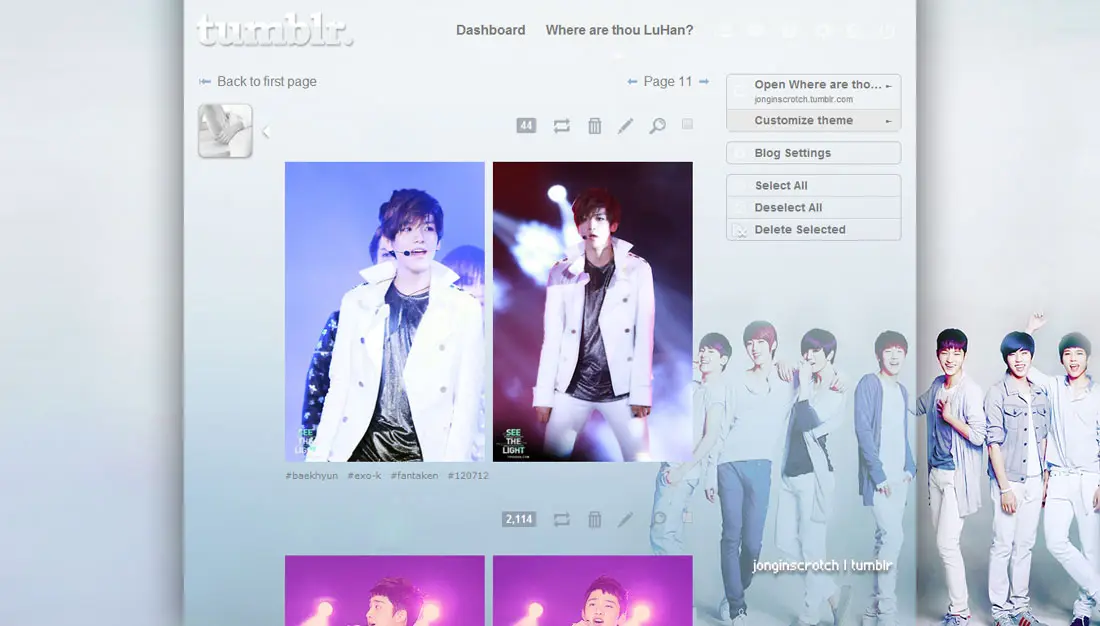 tumblr.
Dashboard Where are thou LuHan?
Back to first page
Page 11
Open Where are tho...
jonginscrotch.tumblr.com
Customize theme
44
Blog Settings
Select All
Deselect All
Delete Selected
SEE
THE
LIGHT
SEE
THE
LIGHT
#baekhyun #exo-k #fantaken #120712
2,114
jonginscrotch | tumblr